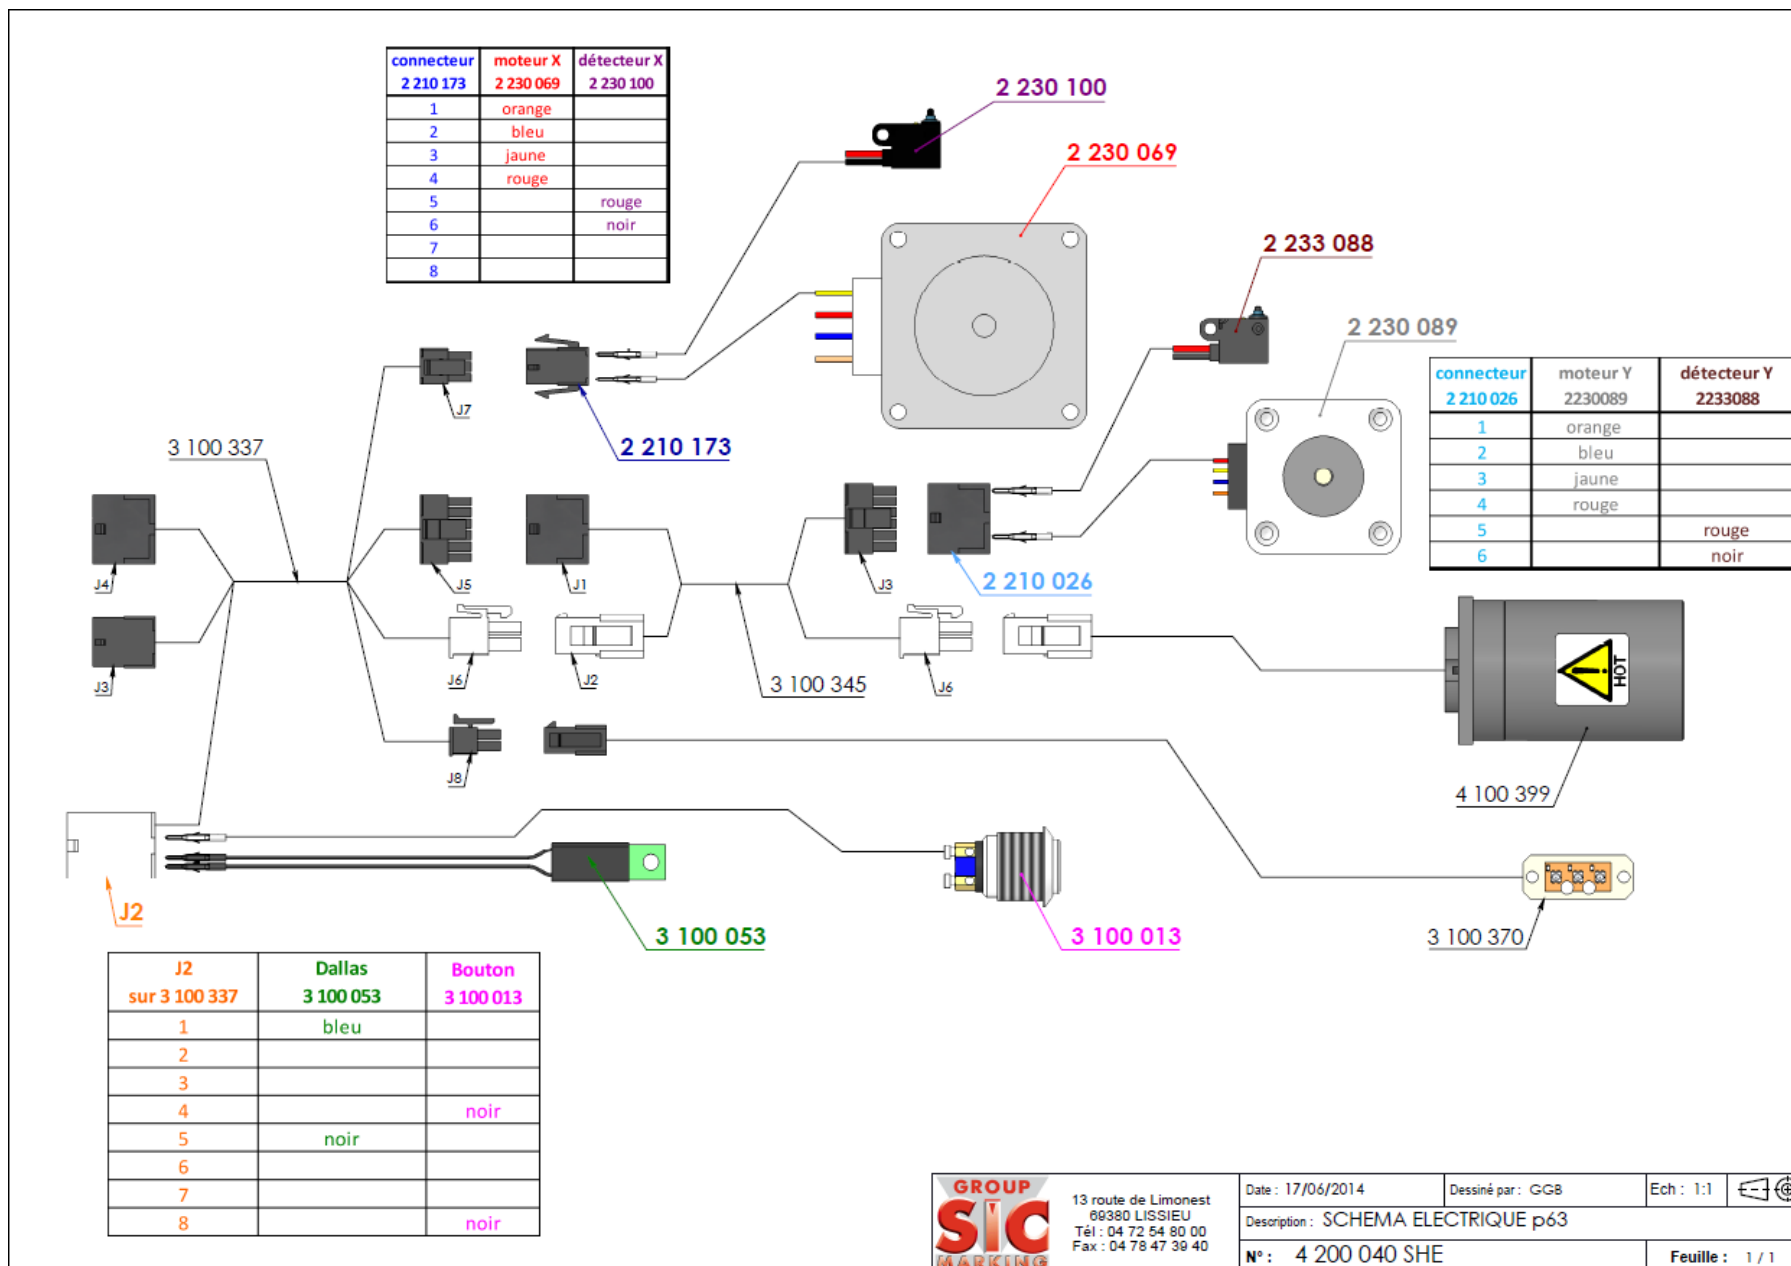 connecteur moteur X détecteur X
2 210 173 2 230 069 2 230 100
1 orange
2 bleu
3 jaune
4 rouge
5 rouge
6 noir
7
8
2 230 100
2 230 069
2 233 088
2 230 089
connecteur moteur Y détecteur Y
2 210 026 2230089 2233088
1 orange
2 bleu
3 jaune
4 rouge
5 rouge
6 noir
J7
2 210 173
3 100 337
J4
J5
J1
J3
2 210 026
J3
J6
J2
3 100 345
J6
HOT
J8
4 100 399
J2
3 100 053
3 100 013
3 100 370
J2 Dallas Bouton
sur 3 100 337 3 100 053 3 100 013
1 bleu
2
3
4 noir
5 noir
6
7
8 noir
GROUP
SIC
MARKING
13 route de Limonest
69380 LISSIEU
Tél : 04 72 54 80 00
Fax : 04 78 47 39 40
Date : 17/06/2014 Dessiné par : GGB Ech : 1:1
Description : SCHEMA ELECTRIQUE p63
N° : 4 200 040 SHE Feuille : 1 / 1